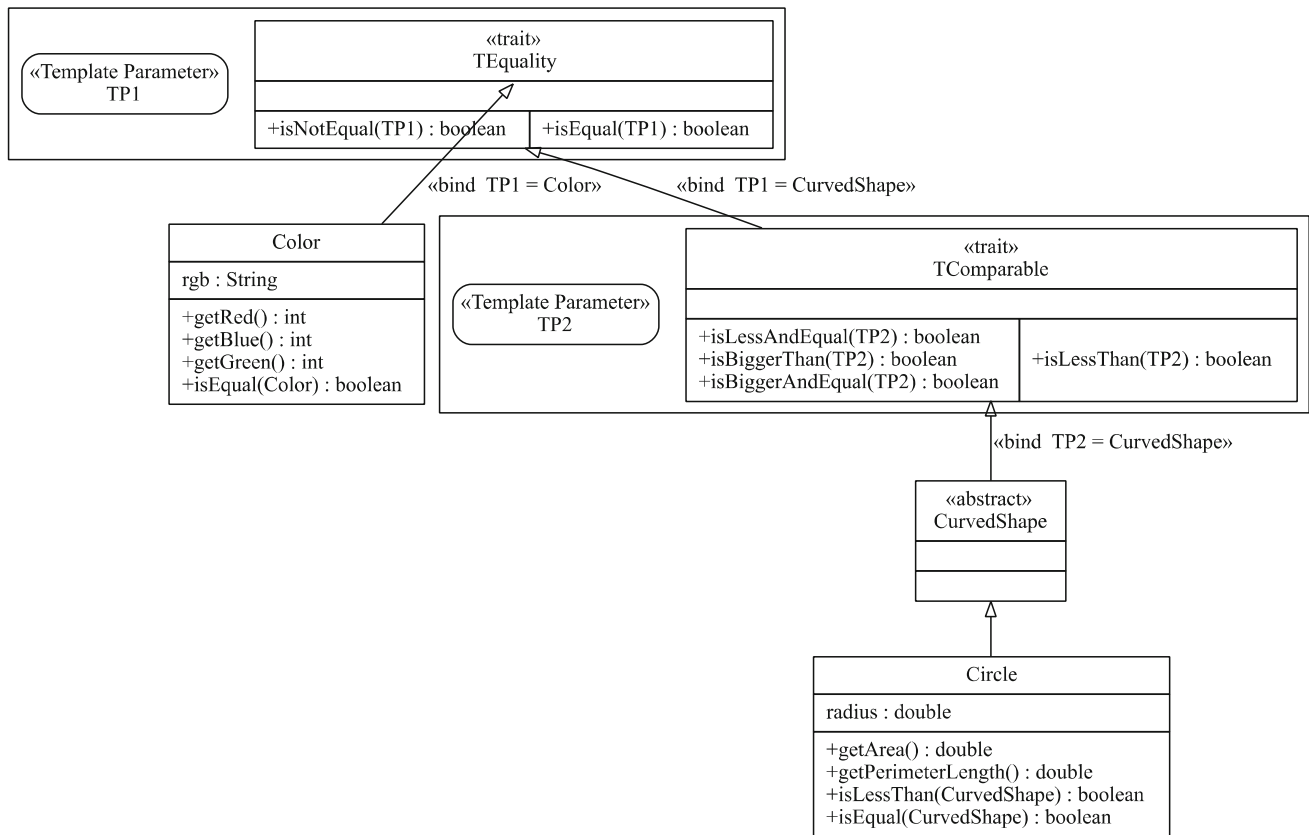 «trait»
TEquality
«Template Parameter»
TP1
+isNotEqual(TP1) : boolean
+isEqual(TP1) : boolean
«bind  TP1 = Color»
«bind  TP1 = CurvedShape»
Color
rgb : String
+getRed() : int
+getBlue() : int
+getGreen() : int
+isEqual(Color) : boolean
«trait»
TComparable
«Template Parameter»
TP2
+isLessAndEqual(TP2) : boolean
+isBiggerThan(TP2) : boolean
+isBiggerAndEqual(TP2) : boolean
+isLessThan(TP2) : boolean
«bind  TP2 = CurvedShape»
«abstract»
CurvedShape
Circle
radius : double
+getArea() : double
+getPerimeterLength() : double
+isLessThan(CurvedShape) : boolean
+isEqual(CurvedShape) : boolean